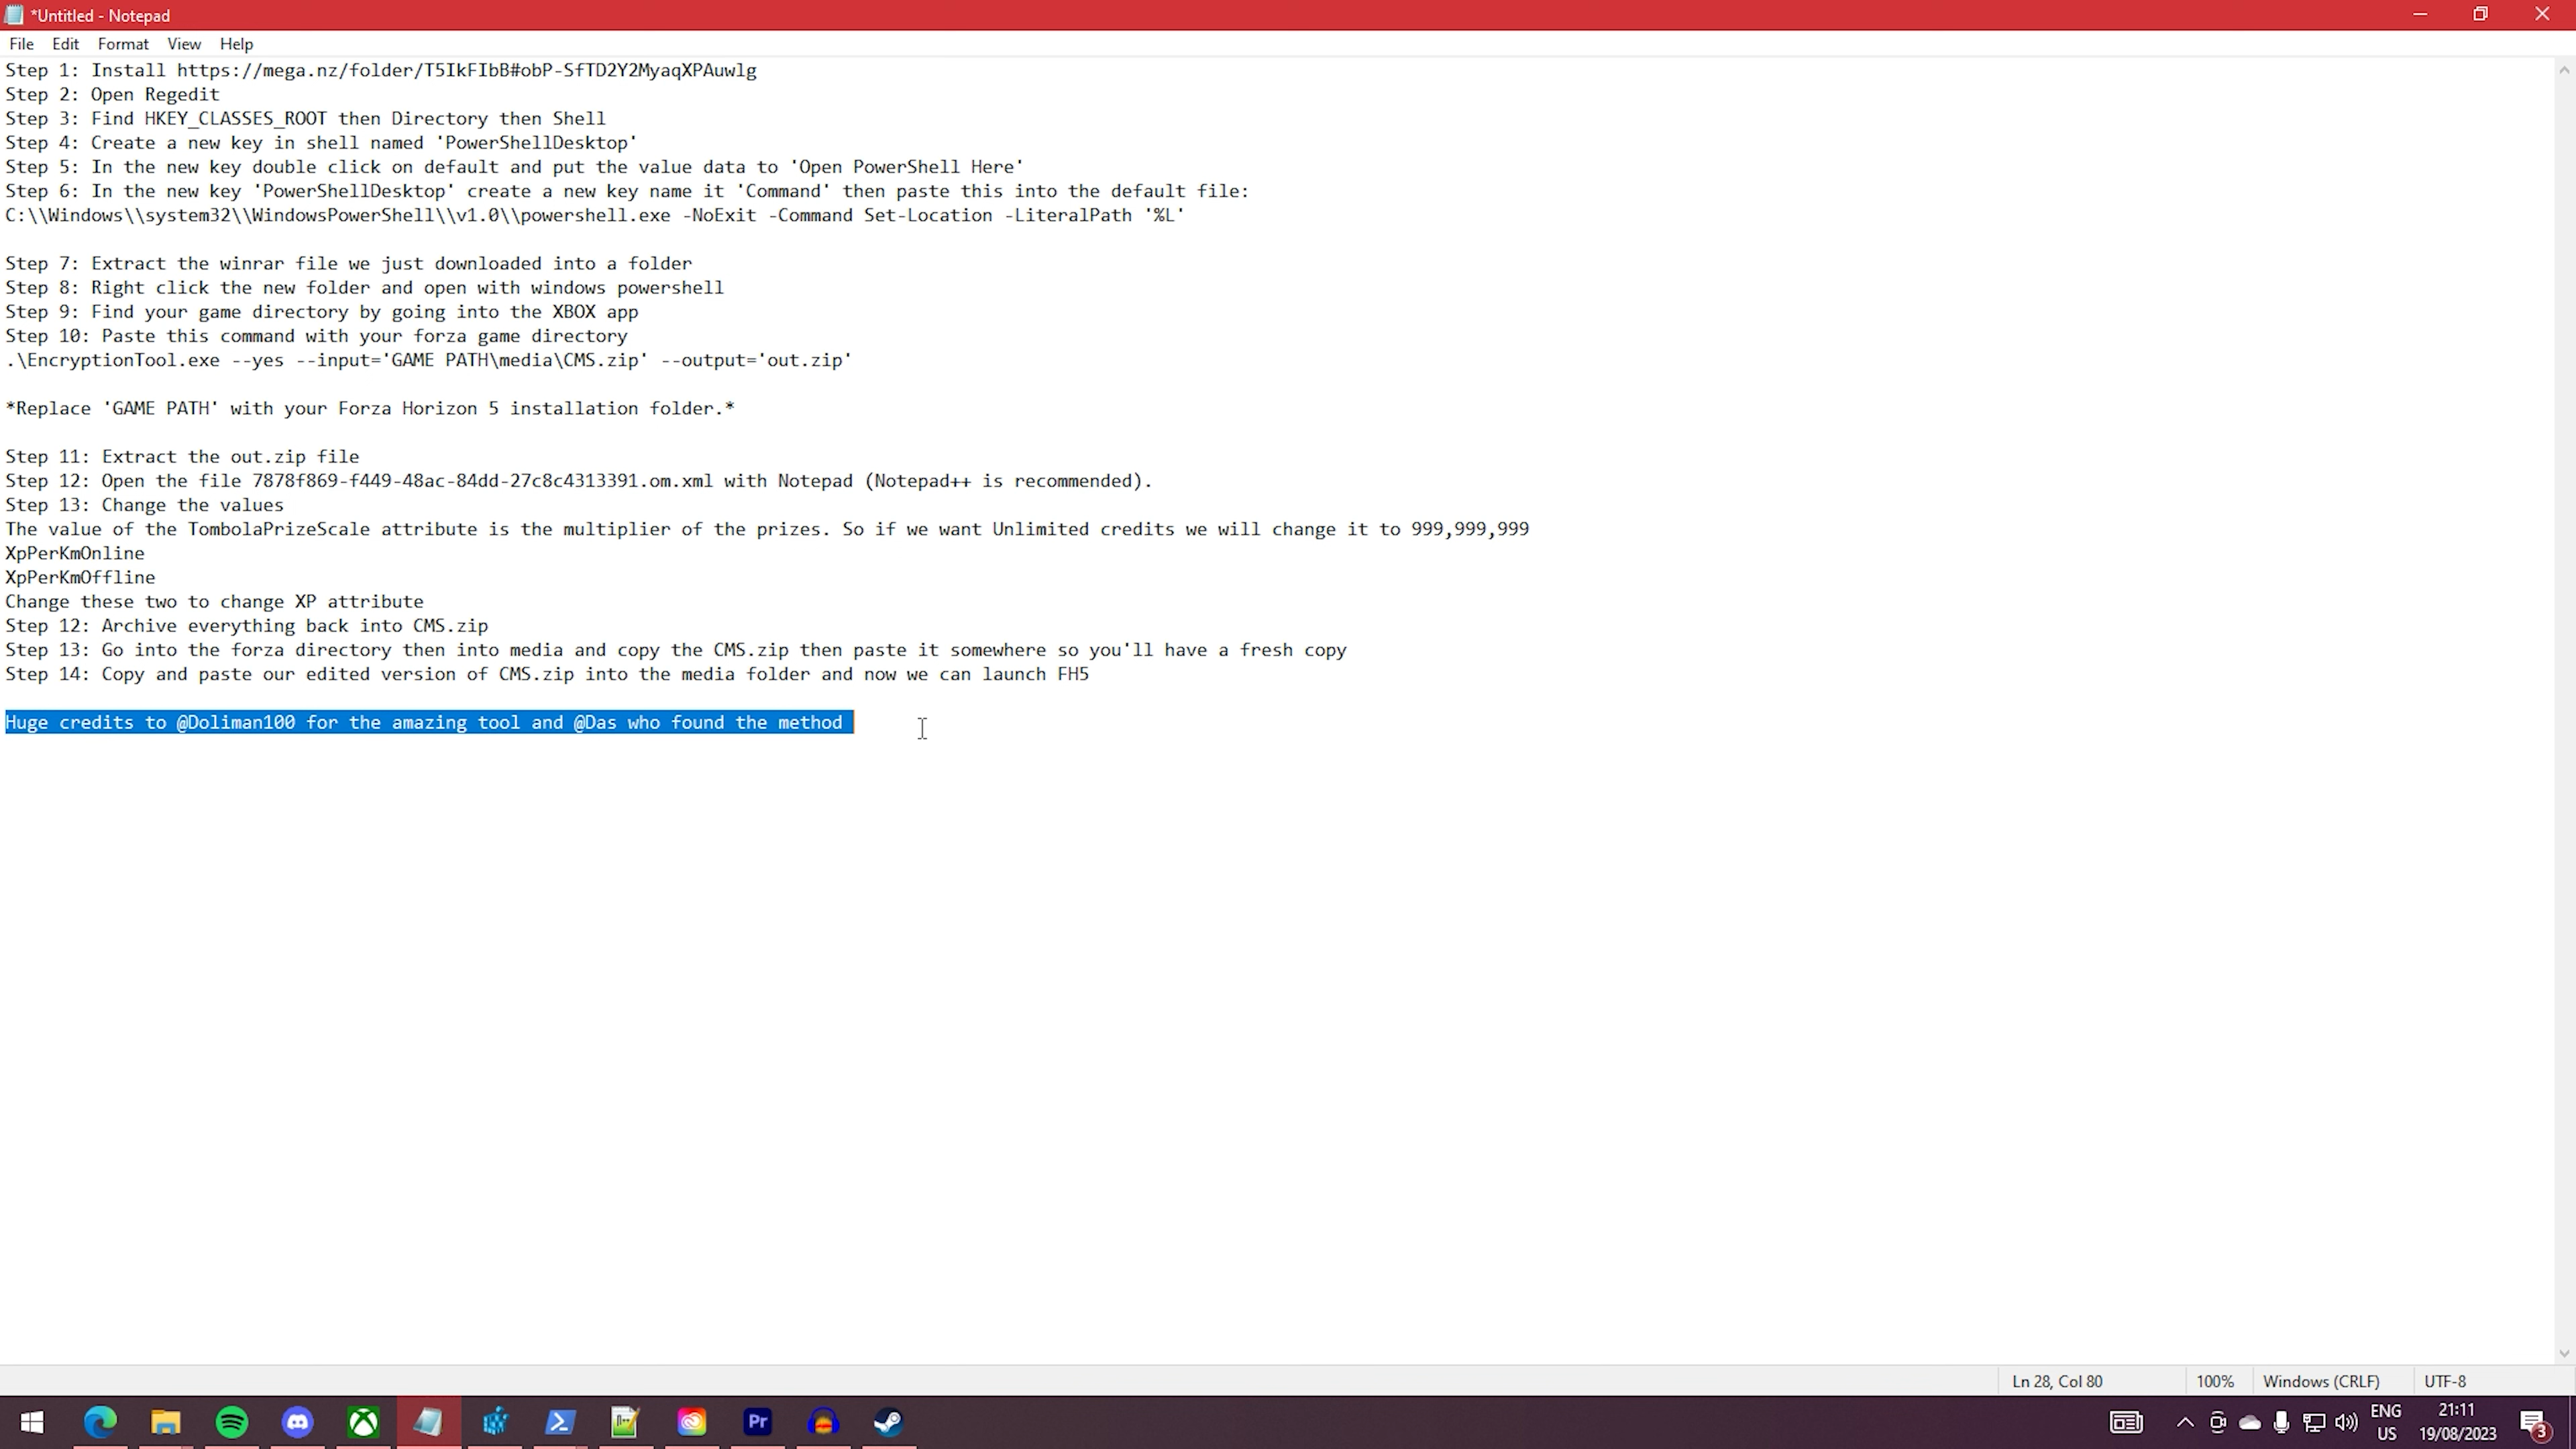 *Untitled - Notepad
File Edit Format View Help
Step 1: Install https://mega.nz/folder/T5IkFIbB#obP-SfTD2Y2MyaqXPAuwlg
Step 2: Open Regedit
Step 3: Find HKEY_CLASSES_ROOT then Directory then Shell
Step 4: Create a new key in shell named 'PowerShellDesktop'
Step 5: In the new key double click on default and put the value data to 'Open PowerShell Here'
Step 6: In the new key 'PowerShellDesktop' create a new key name it 'Command' then paste this into the default file:
C:\\Windows\\system32\\WindowsPowerShell\\v1.0\\powershell.exe -NoExit -Command Set-Location -LiteralPath '%L'
Step 7: Extract the winrar file we just downloaded into a folder
Step 8: Right click the new folder and open with windows powershell
Step 9: Find your game directory by going into the XBOX app
Step 10: Paste this command with your forza game directory
.\EncryptionTool.exe --yes --input='GAME PATH\media\CMS.zip' --output='out.zip'
*Replace 'GAME PATH' with your Forza Horizon 5 installation folder.*
Step 11: Extract the out.zip file
Step 12: Open the file 7878f869-f449-48ac-84dd-27c8c4313391.om.xml with Notepad (Notepad++ is recommended).
Step 13: Change the values
The value of the TombolaPrizeScale attribute is the multiplier of the prizes. So if we want Unlimited credits we will change it to 999,999,999
XpPerKmOnline
XpPerKmOffline
Change these two to change XP attribute
Step 12: Archive everything back into CMS.zip
Step 13: Go into the forza directory then into media and copy the CMS.zip then paste it somewhere so you'll have a fresh copy
Step 14: Copy and paste our edited version of CMS.zip into the media folder and now we can launch FH5
Huge credits to @Doliman100 for the amazing tool and @Das who found the method
Ln 28, Col 80 100% Windows (CRLF) UTF-8
Pr
ENG 21:11
US 19/08/2023 3